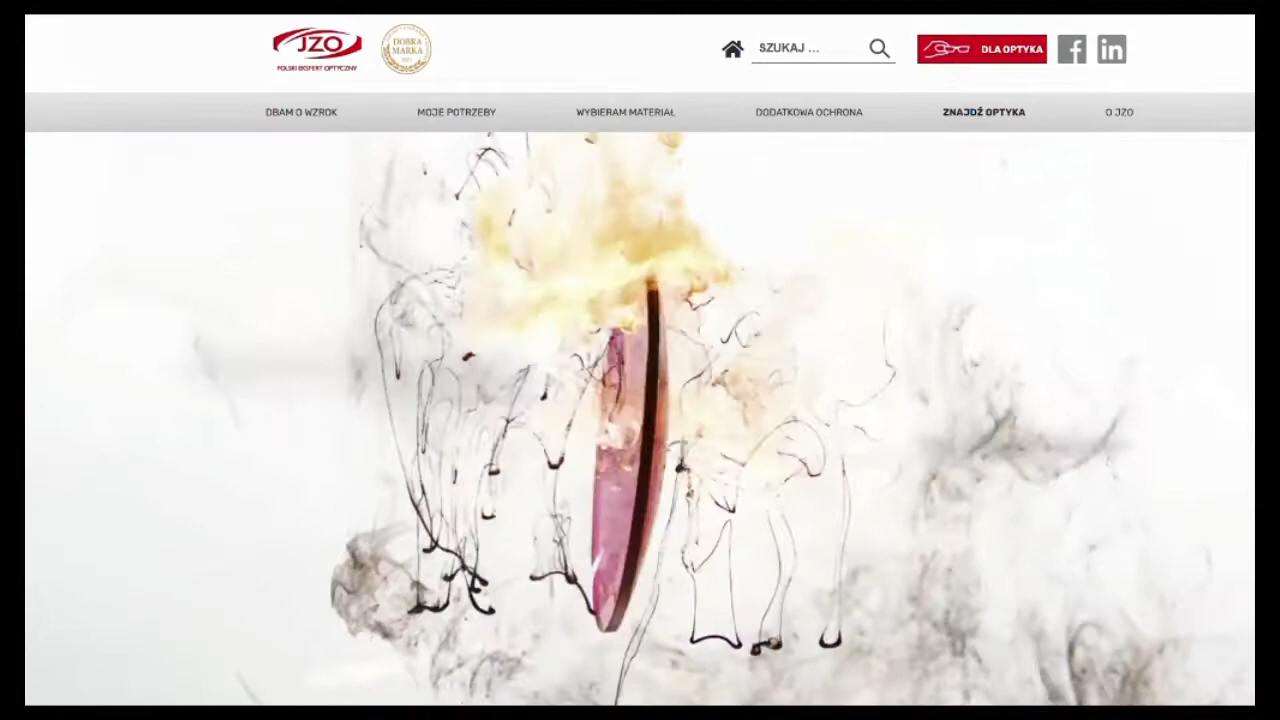 JZO
POLSKI EKSPERT OPTYCZNY
DOBRA
MARKA
SZUKAJ ...
DLA OPTYKA
DBAM O WZROK
MOJE POTRZEBY
WYBIERAM MATERIAŁ
DODATKOWA OCHRONA
ZNAJDŹ OPTYKA
O JZO